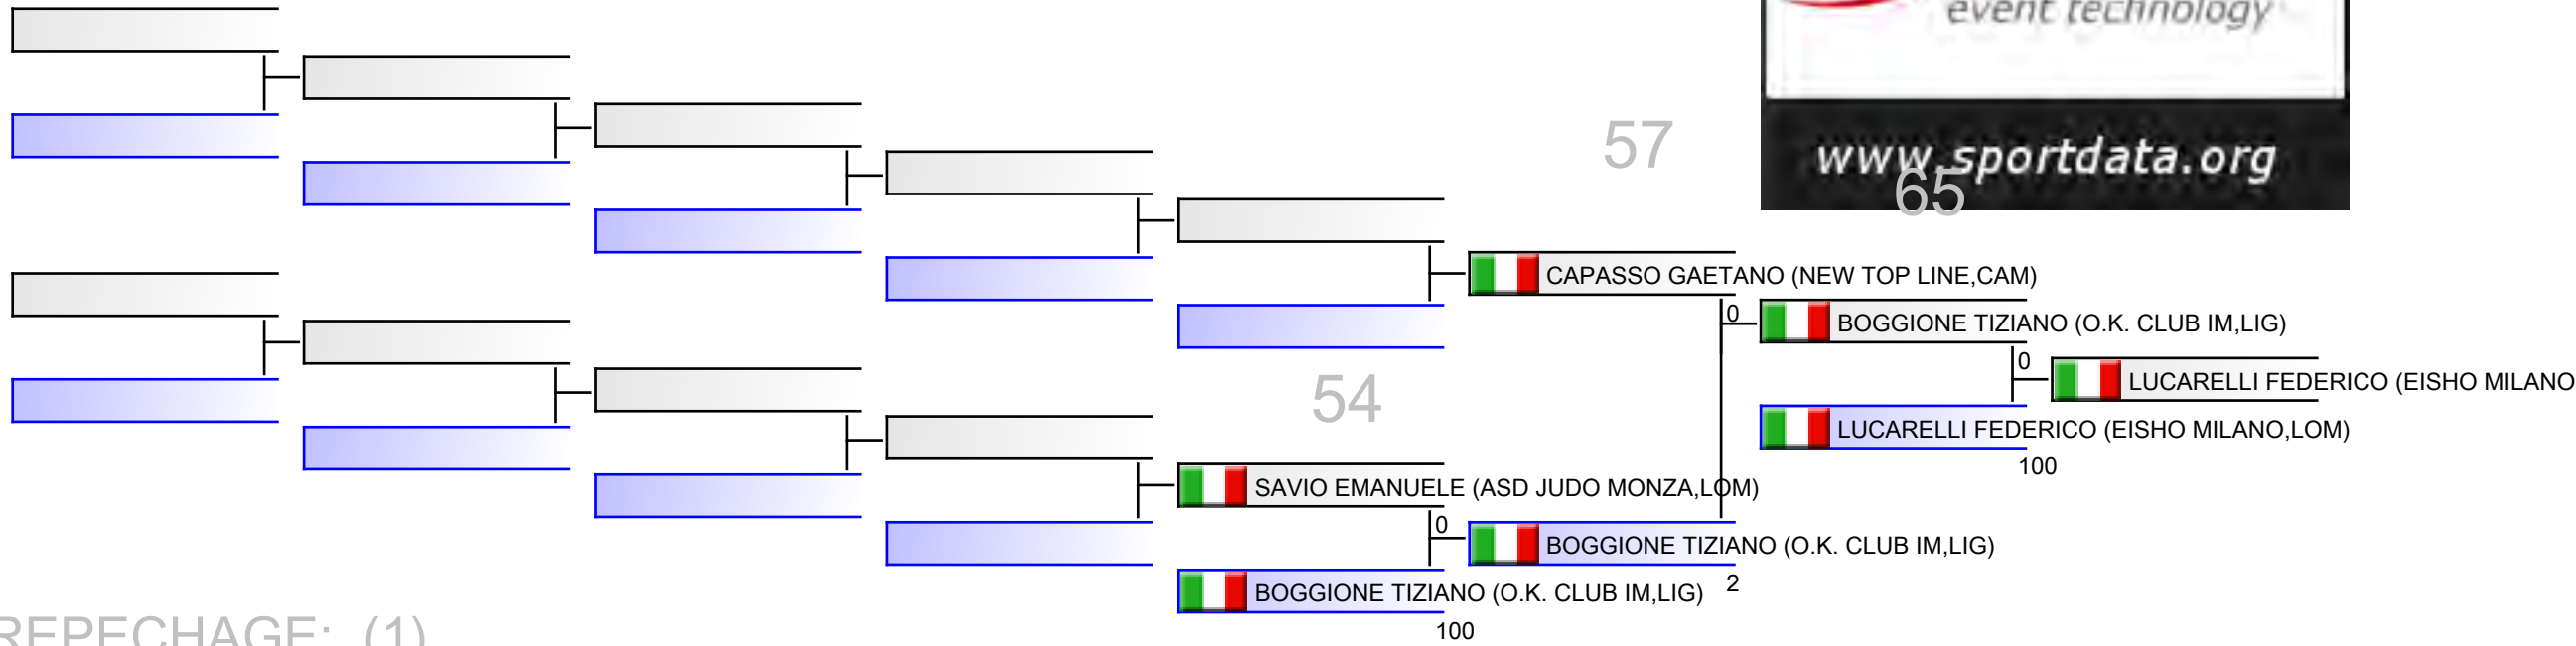 event technology
www.sportdata.org
57
65
CAPASSO GAETANO (NEW TOP LINE,CAM)
0
BOGGIONE TIZIANO (O.K. CLUB IM,LIG)
0
LUCARELLI FEDERICO (EISHO MILANO
54
LUCARELLI FEDERICO (EISHO MILANO,LOM)
100
SAVIO EMANUELE (ASD JUDO MONZA,LOM)
0
BOGGIONE TIZIANO (O.K. CLUB IM,LIG)
2
BOGGIONE TIZIANO (O.K. CLUB IM,LIG)
100
REPECHAGE: (1)